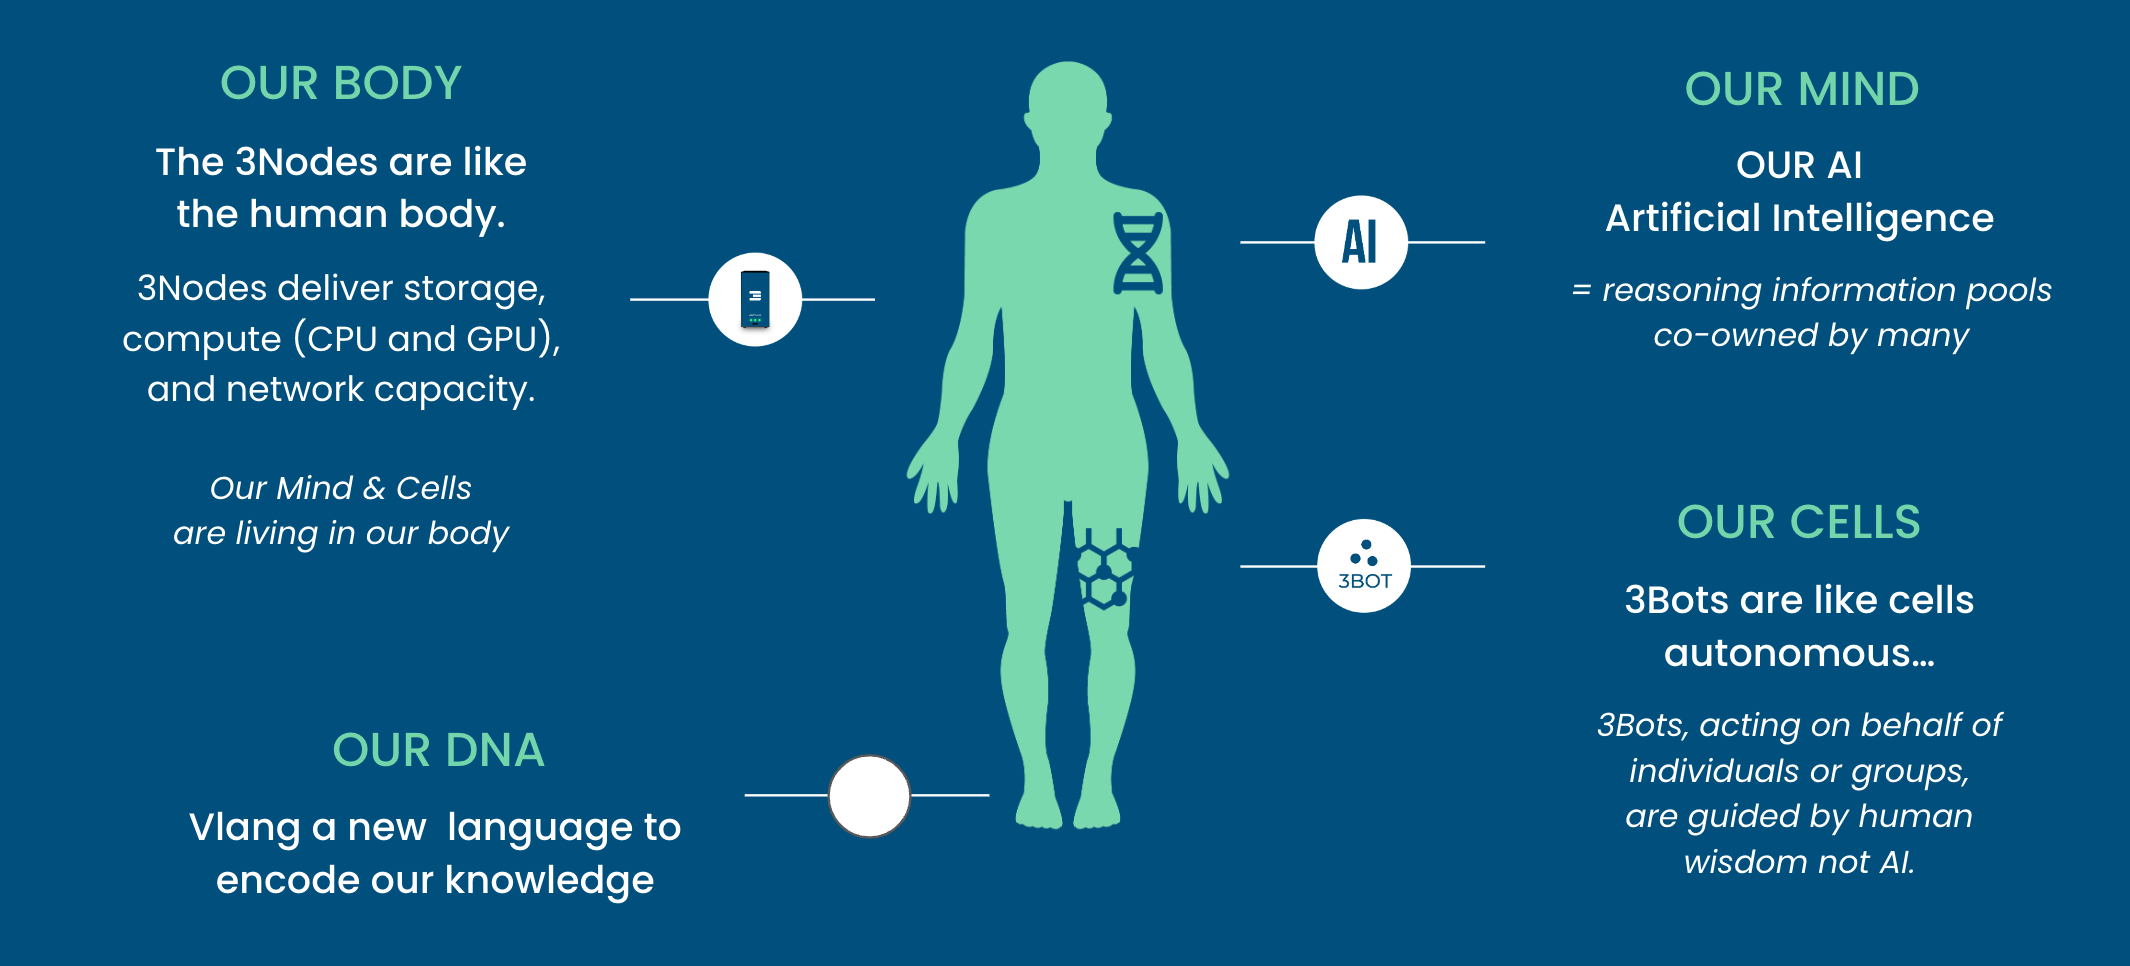 OUR BODY
The 3Nodes are like
the human body.
3Nodes deliver storage,
compute (CPU and GPU),
and network capacity.
Our Mind & Cells
are living in our body
OUR DNA
Vlang a new  language to
encode our knowledge
AI
OUR MIND
OUR AI
Artificial Intelligence
= reasoning information pools
co-owned by many
3BOT
OUR CELLS
3Bots are like cells
autonomous...
3Bots, acting on behalf of
individuals or groups,
are guided by human
wisdom not AI.